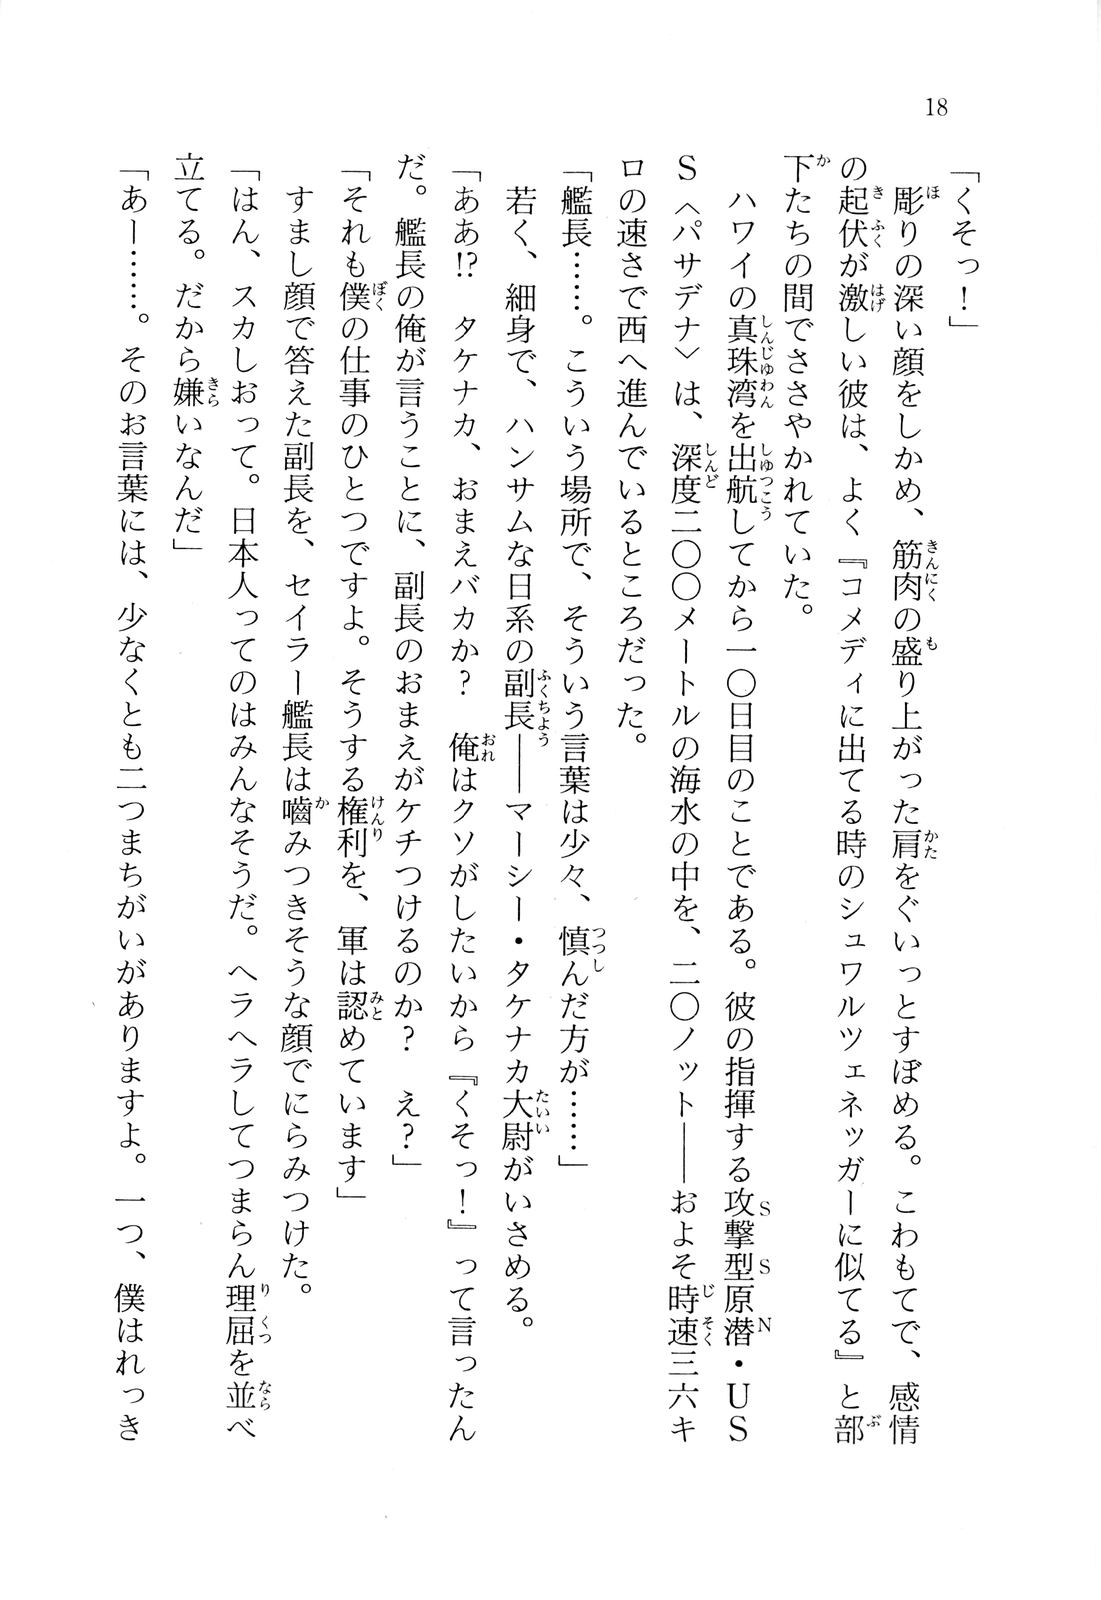 18
「くそっ！」
彫りの深い顔をしかめ、筋肉の盛り上がった肩をぐいっとすぼめる。こわもてで、感情
の起伏が激しい彼は、よく『コメディに出てる時のシュワルツェネッガーに似てる』と部
下たちの間でささやかれていた。
ハワイの真珠湾を出航してから一〇日目のことである。彼の指揮する攻撃型原潜・US
S〈パサデナ〉は、深度二〇〇メートルの海水の中を、二〇ノット――およそ時速三六キ
ロの速さで西へ進んでいるところだった。
「艦長……。こういう場所で、そういう言葉は少々、慎んだ方が……」
若く、細身で、ハンサムな日系の副長――マーシー・タケナカ大尉がいさめる。
「ああ!?　タケナカ、おまえバカか？　俺はクソがしたいから『くそっ！』って言ったん
だ。艦長の俺が言うことに、副長のおまえがケチつけるのか？　え？」
「それも僕の仕事のひとつですよ。そうする権利を、軍は認めています」
すまし顔で答えた副長を、セイラー艦長は嚙みつきそうな顔でにらみつけた。
「はん、スカしおって。日本人ってのはみんなそうだ。ヘラヘラしてつまらん理屈を並べ
立てる。だから嫌いなんだ」
「あー……。そのお言葉には、少なくとも二つまちがいがありますよ。一つ、僕はれっき